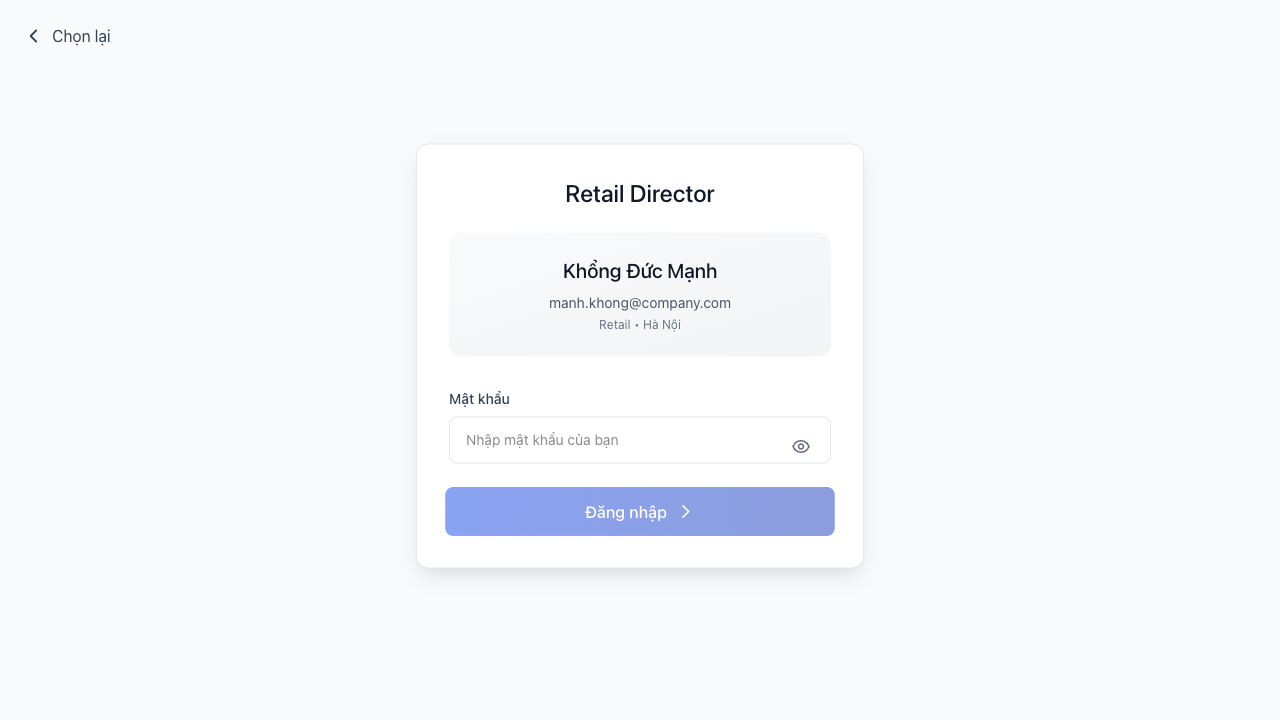 Chọn lại
Retail Director
Khổng Đức Mạnh
manh.khong@company.com
Retail • Hà Nội
Mật khẩu
Nhập mật khẩu của bạn
Đăng nhập